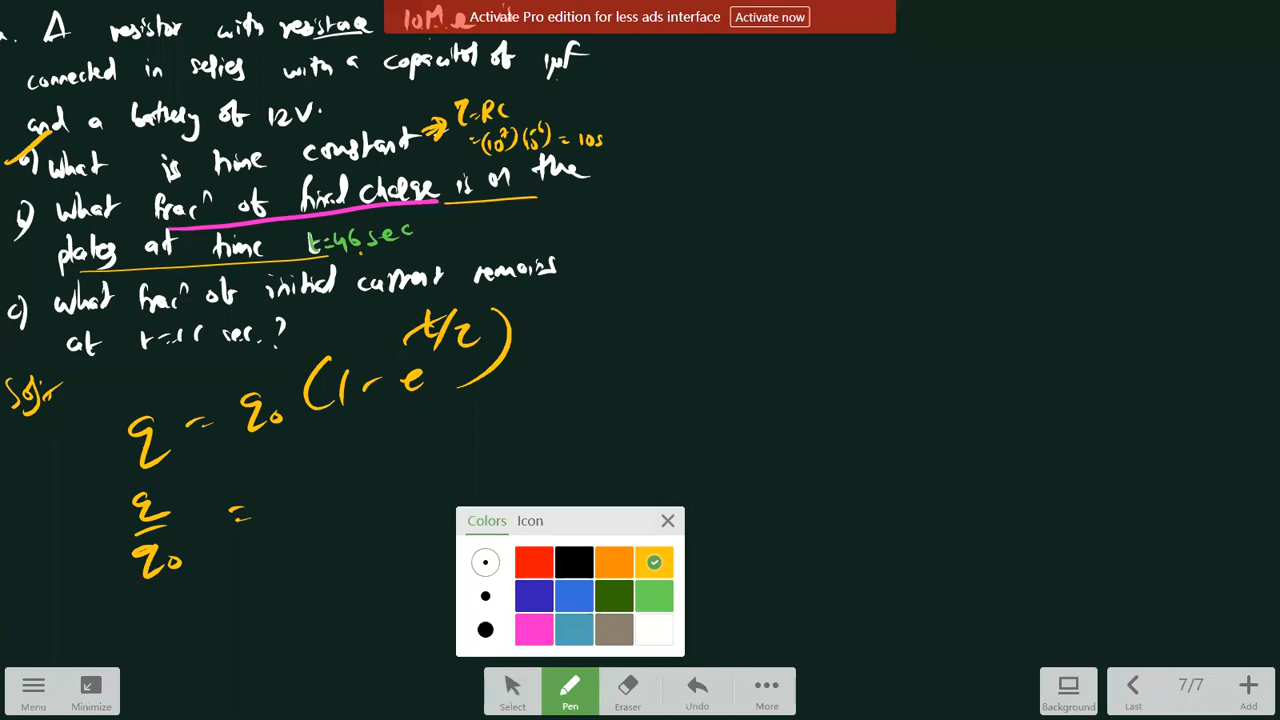 Activate Pro edition for less ads interface Activate now
A resistor with resistance 10M is
connected in series with a capacitor of 1μF
and a battery of 12V.
a) What is time constant → τ=RC
=(10⁷)(10⁻⁶) = 10s
b) What fracⁿ of final charge is on the
plates at time t=46sec
c) What fracⁿ of initial current remains
at sec.?
Solⁿ
q = q₀ (1 - e^{t/τ})
q/q₀ =
Colors Icon
Menu Minimize Select Pen Eraser Undo More Background Last 7/7 Add